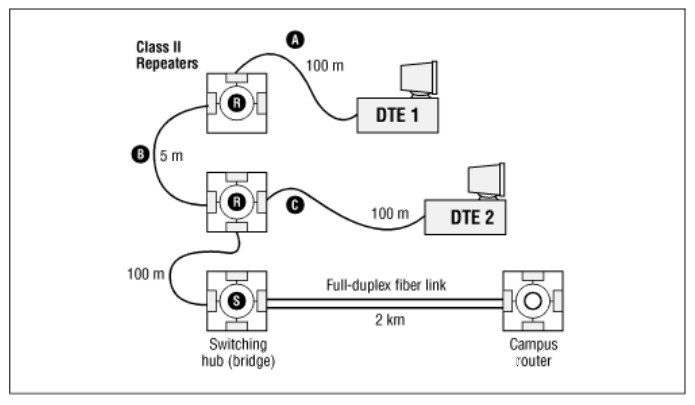 Class II
Repeaters
A
100 m
R
DTE 1
B
5 m
R
C
100 m
DTE 2
100 m
S
Full-duplex fiber link
2 km
Switching
hub (bridge)
Campus
router